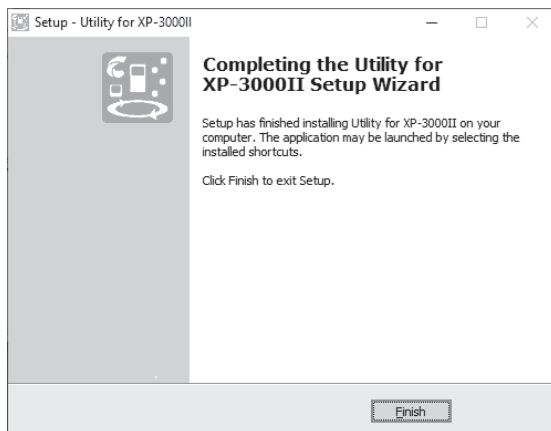 Setup - Utility for XP-3000II
Completing the Utility for
XP-3000II Setup Wizard
Setup has finished installing Utility for XP-3000II on your
computer. The application may be launched by selecting the
installed shortcuts.
Click Finish to exit Setup.
Finish